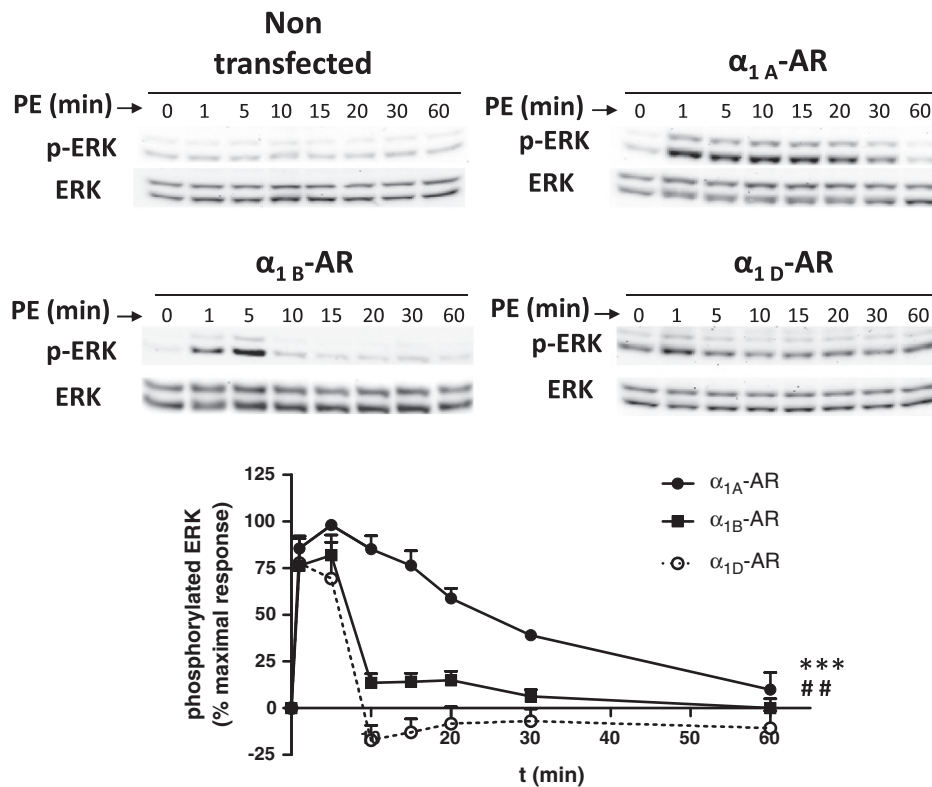 Non
transfected
PE (min) → 0 1 5 10 15 20 30 60
p-ERK
ERK
α1 A-AR
PE (min) → 0 1 5 10 15 20 30 60
p-ERK
ERK
α1 B-AR
PE (min) → 0 1 5 10 15 20 30 60
p-ERK
ERK
α1 D-AR
PE (min) → 0 1 5 10 15 20 30 60
p-ERK
ERK
phosphorylated ERK
(% maximal response)
125
100
75
50
25
0
-25
10 20 30 40 50 60
t (min)
α1A-AR
α1B-AR
α1D-AR
***
##